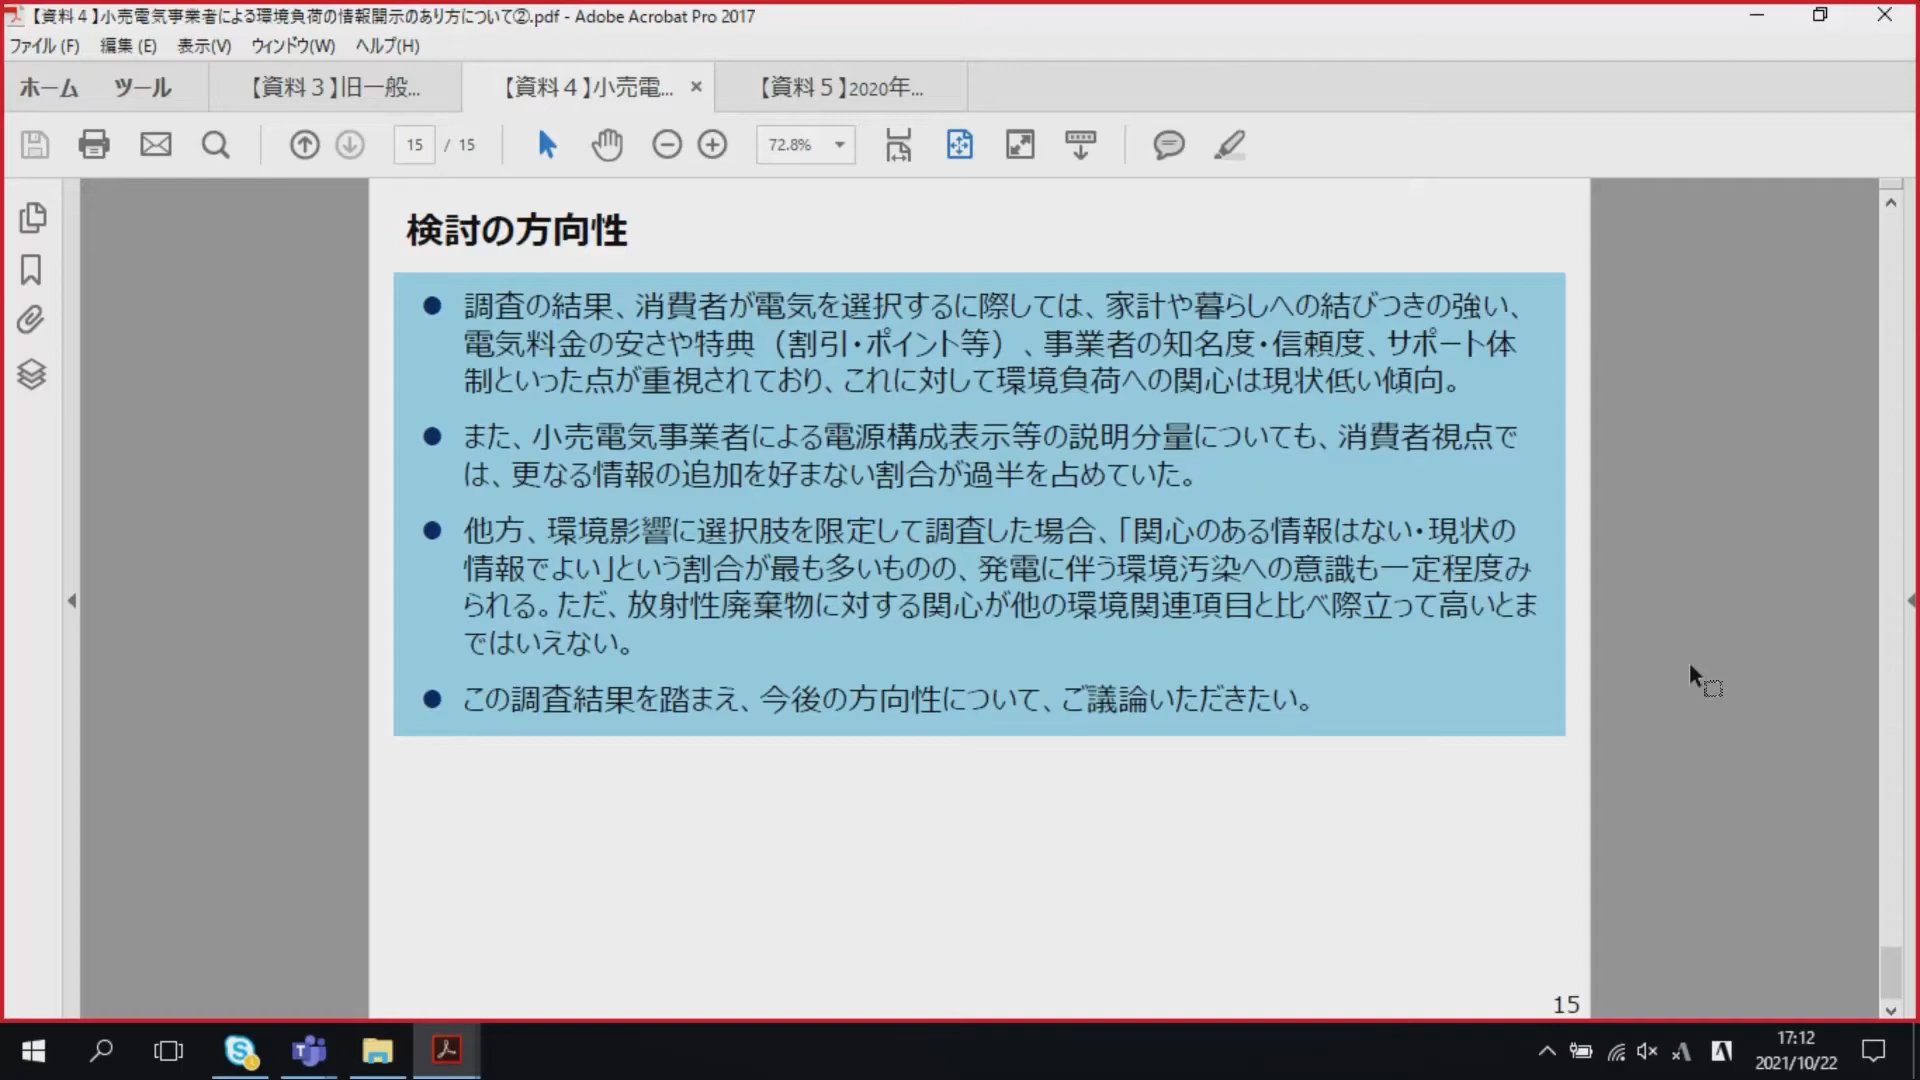 【資料４】小売電気事業者による環境負荷の情報開示のあり方について②.pdf - Adobe Acrobat Pro 2017
ファイル(F) 編集(E) 表示(V) ウィンドウ(W) ヘルプ(H)
ホーム ツール 【資料３】旧一般... 【資料４】小売電... × 【資料５】2020年...
15 / 15 72.8%
検討の方向性
● 調査の結果、消費者が電気を選択するに際しては、家計や暮らしへの結びつきの強い、
電気料金の安さや特典（割引・ポイント等）、事業者の知名度・信頼度、サポート体
制といった点が重視されており、これに対して環境負荷への関心は現状低い傾向。
● また、小売電気事業者による電源構成表示等の説明分量についても、消費者視点で
は、更なる情報の追加を好まない割合が過半を占めていた。
● 他方、環境影響に選択肢を限定して調査した場合、「関心のある情報はない・現状の
情報でよい」という割合が最も多いものの、発電に伴う環境汚染への意識も一定程度み
られる。ただ、放射性廃棄物に対する関心が他の環境関連項目と比べ際立って高いとま
ではいえない。
● この調査結果を踏まえ、今後の方向性について、ご議論いただきたい。
15
17:12
2021/10/22